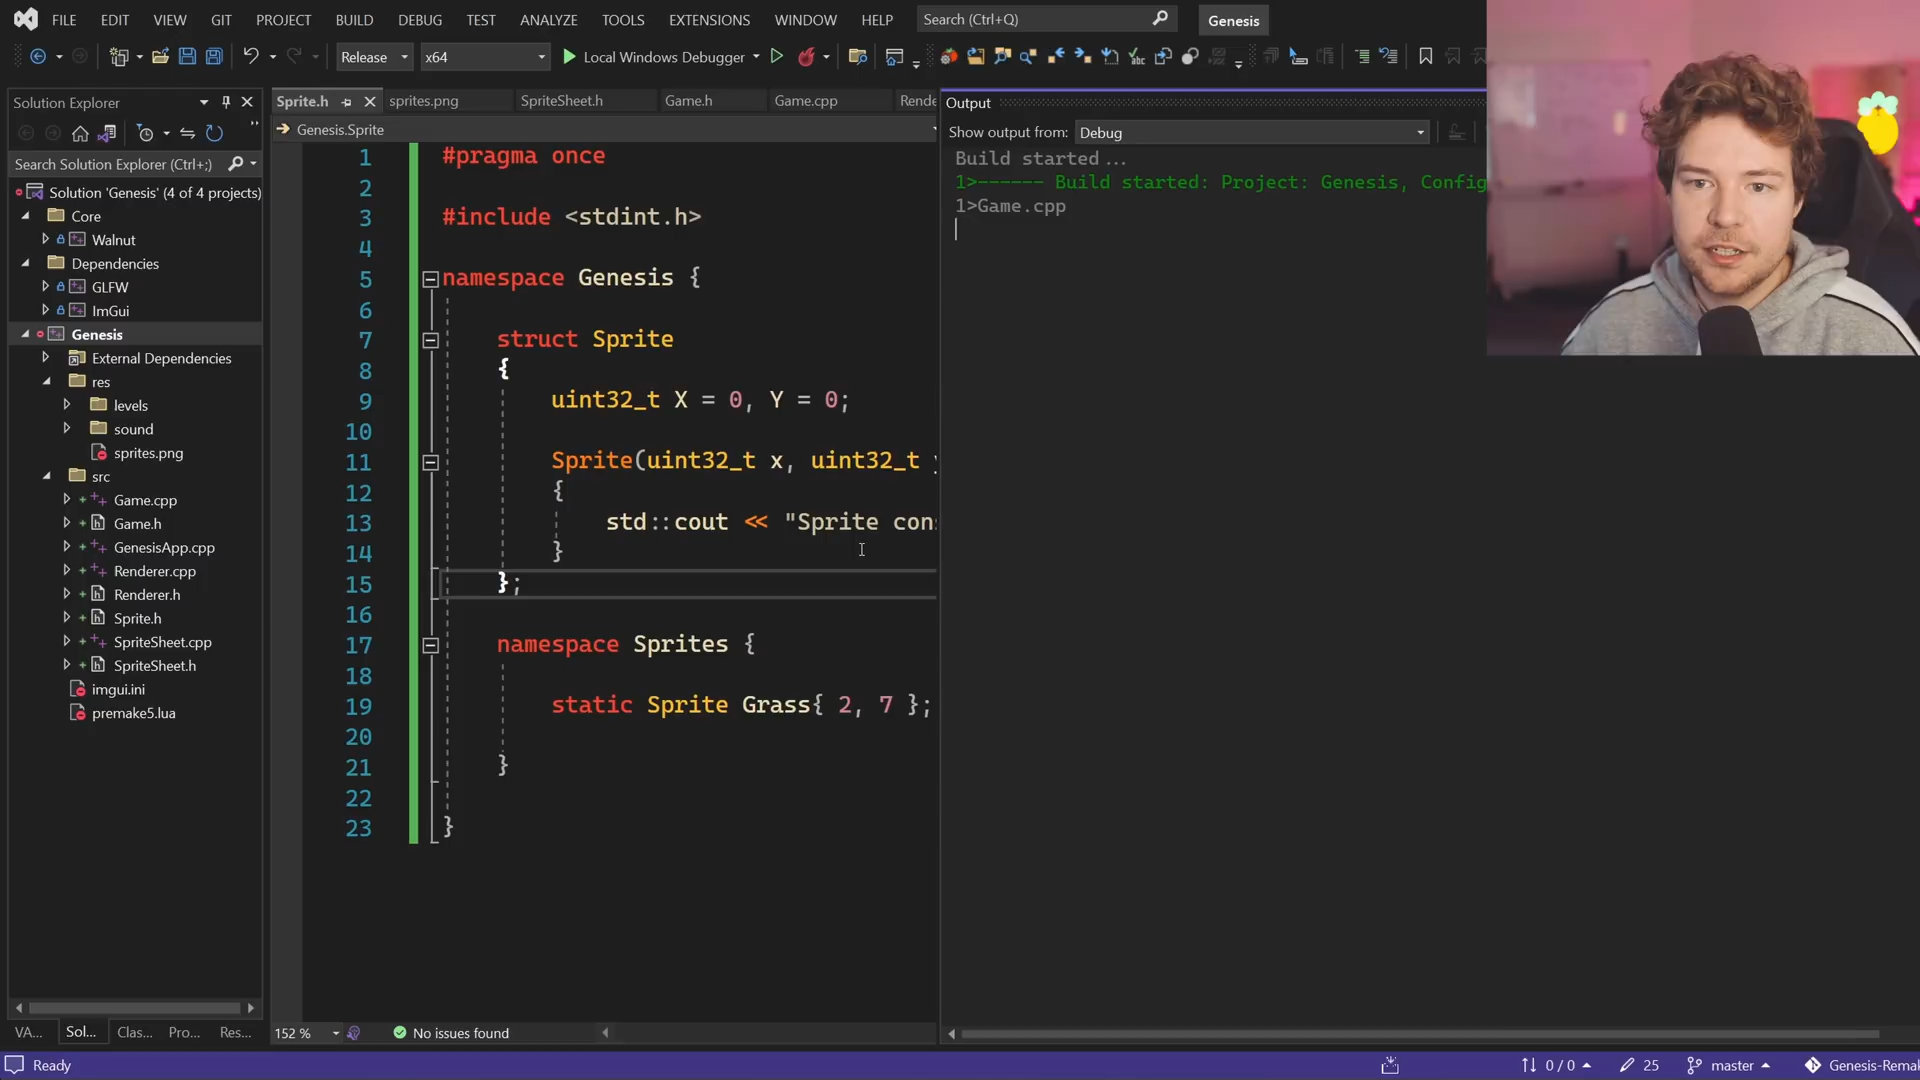 FILE EDIT VIEW GIT PROJECT BUILD DEBUG TEST ANALYZE TOOLS EXTENSIONS WINDOW HELP Search (Ctrl+Q) Genesis
Release x64 Local Windows Debugger
Solution Explorer
Search Solution Explorer (Ctrl+;)
Solution 'Genesis' (4 of 4 projects)
Core
Walnut
Dependencies
GLFW
ImGui
Genesis
External Dependencies
res
levels
sound
sprites.png
src
Game.cpp
Game.h
GenesisApp.cpp
Renderer.cpp
Renderer.h
Sprite.h
SpriteSheet.cpp
SpriteSheet.h
imgui.ini
premake5.lua
VA... Sol... Clas... Pro... Res...
Sprite.h sprites.png SpriteSheet.h Game.h Game.cpp Rende
Genesis.Sprite
1 #pragma once
2
3 #include <stdint.h>
4
5 namespace Genesis {
6
7 struct Sprite
8 {
9 uint32_t X = 0, Y = 0;
10
11 Sprite(uint32_t x, uint32_t
12 {
13 std::cout << "Sprite con
14 }
15 };
16
17 namespace Sprites {
18
19 static Sprite Grass{ 2, 7 };
20
21 }
22
23 }
152 % No issues found
Output
Show output from: Debug
Build started...
1>------ Build started: Project: Genesis, Config
1>Game.cpp
Ready 0 / 0 25 master Genesis-Remak